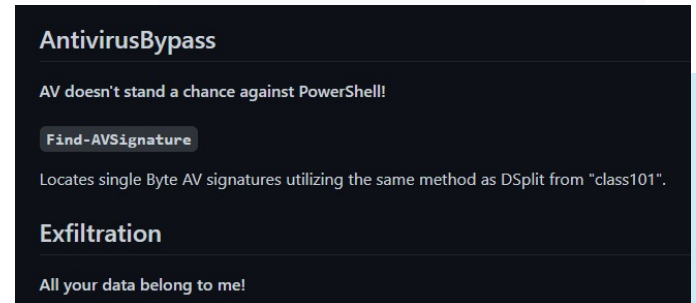 AntivirusBypass
AV doesn't stand a chance against PowerShell!
Find-AVSignature
Locates single Byte AV signatures utilizing the same method as DSplit from "class101".
Exfiltration
All your data belong to me!